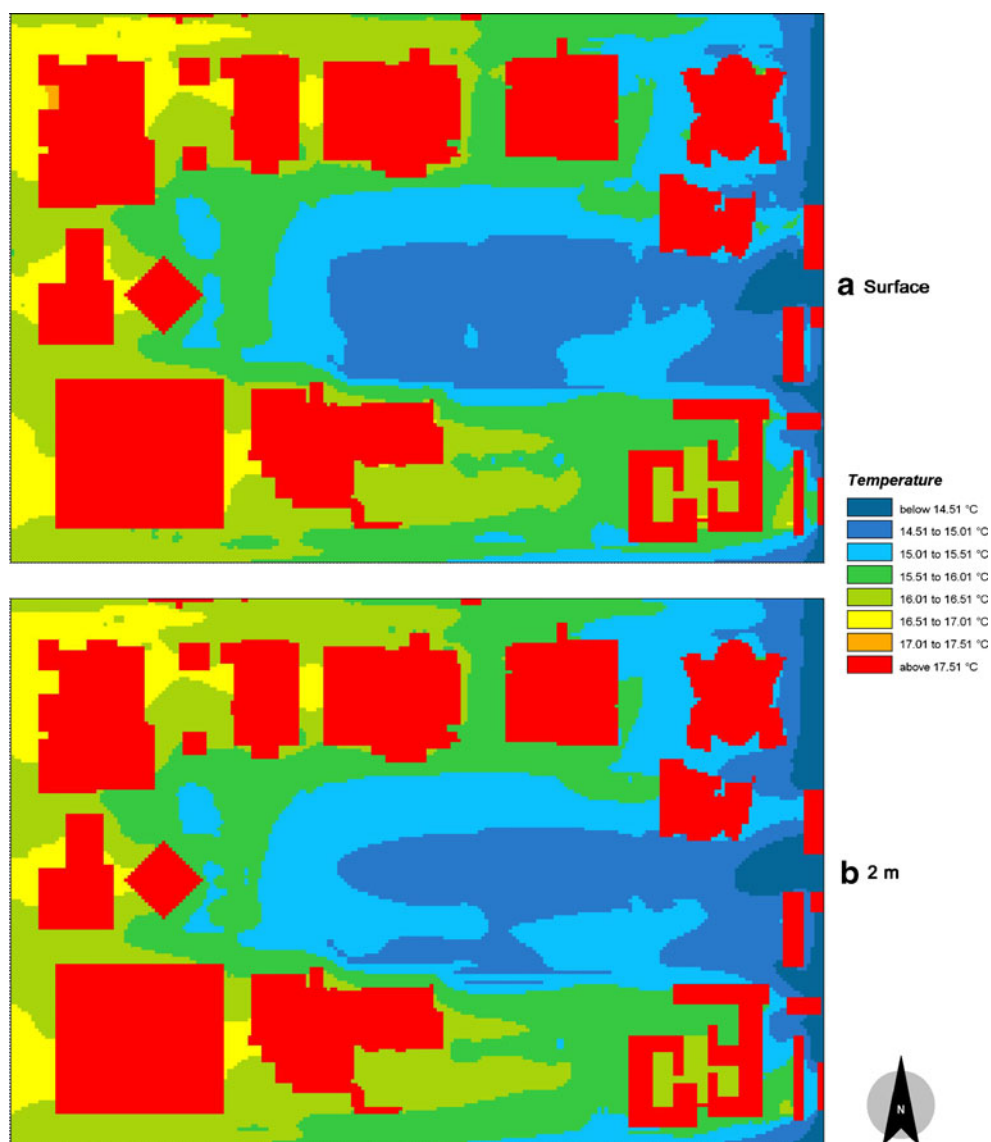 a Surface
Temperature
below 14.51 °C
14.51 to 15.01 °C
15.01 to 15.51 °C
15.51 to 16.01 °C
16.01 to 16.51 °C
16.51 to 17.01 °C
17.01 to 17.51 °C
above 17.51 °C
b 2 m
N